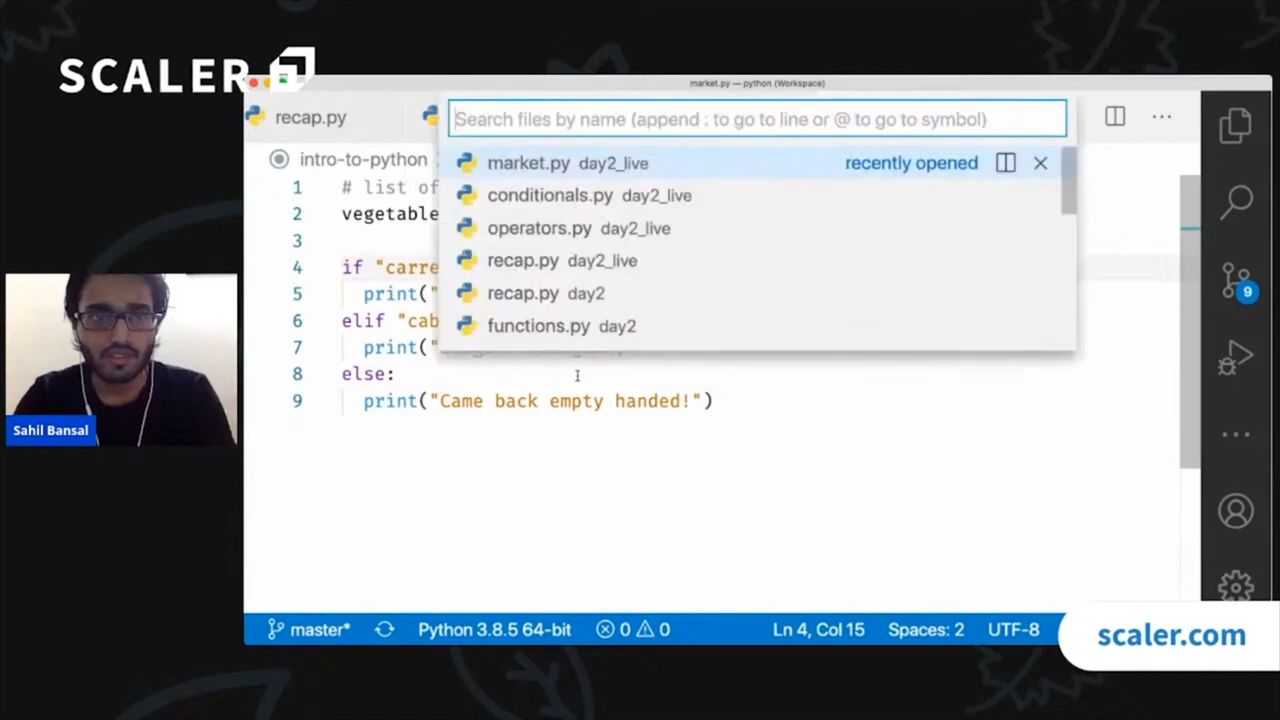 SCALER
market.py — python (Workspace)
recap.py
Search files by name (append : to go to line or @ to go to symbol)
intro-to-python
market.py day2_live recently opened
conditionals.py day2_live
operators.py day2_live
recap.py day2_live
recap.py day2
functions.py day2
1 # list of
2 vegetable
3
4 if "carre
5 print("
6 elif "cab
7 print("
8 else:
9 print("Came back empty handed!")
9
Sahil Bansal
master* Python 3.8.5 64-bit 0 0 Ln 4, Col 15 Spaces: 2 UTF-8
scaler.com